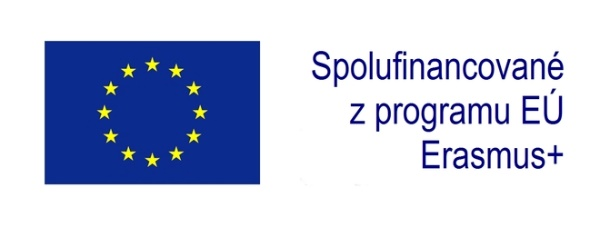 Spolufinancované
z programu EÚ
Erasmus+